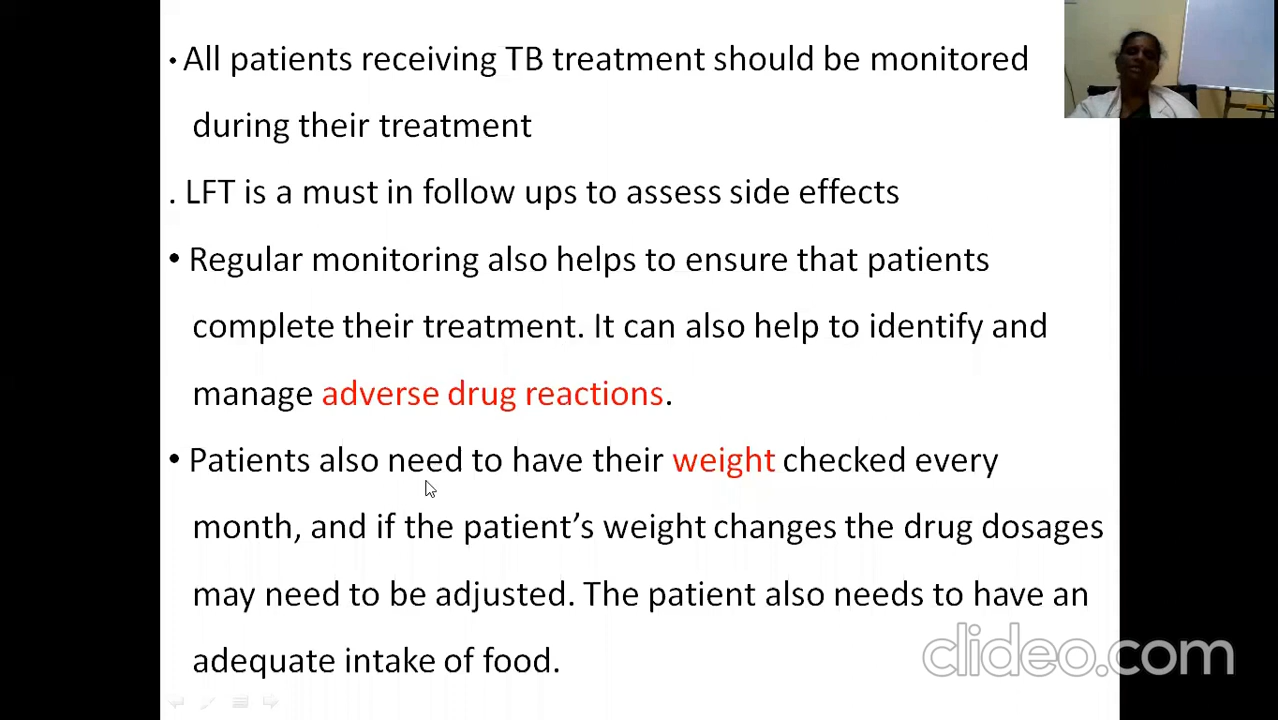 • All patients receiving TB treatment should be monitored
during their treatment
. LFT is a must in follow ups to assess side effects
• Regular monitoring also helps to ensure that patients
complete their treatment. It can also help to identify and
manage adverse drug reactions.
• Patients also need to have their weight checked every
month, and if the patient’s weight changes the drug dosages
may need to be adjusted. The patient also needs to have an
adequate intake of food.
clideo.com